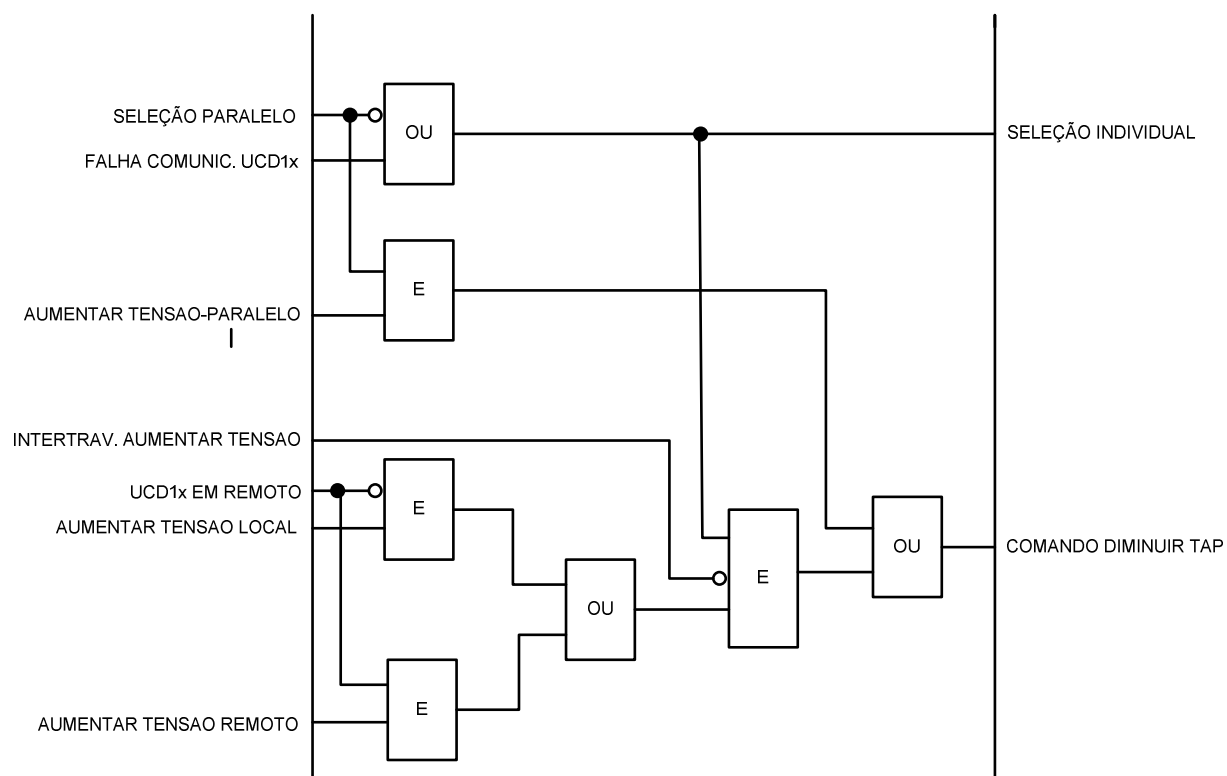 SELEÇÃO PARALELO
OU
SELEÇÃO INDIVIDUAL
FALHA COMUNIC. UCD1x
E
AUMENTAR TENSAO-PARALELO
INTERTRAV. AUMENTAR TENSAO
UCD1x EM REMOTO
E
AUMENTAR TENSAO LOCAL
OU
COMANDO DIMINUIR TAP
E
OU
E
AUMENTAR TENSAO REMOTO